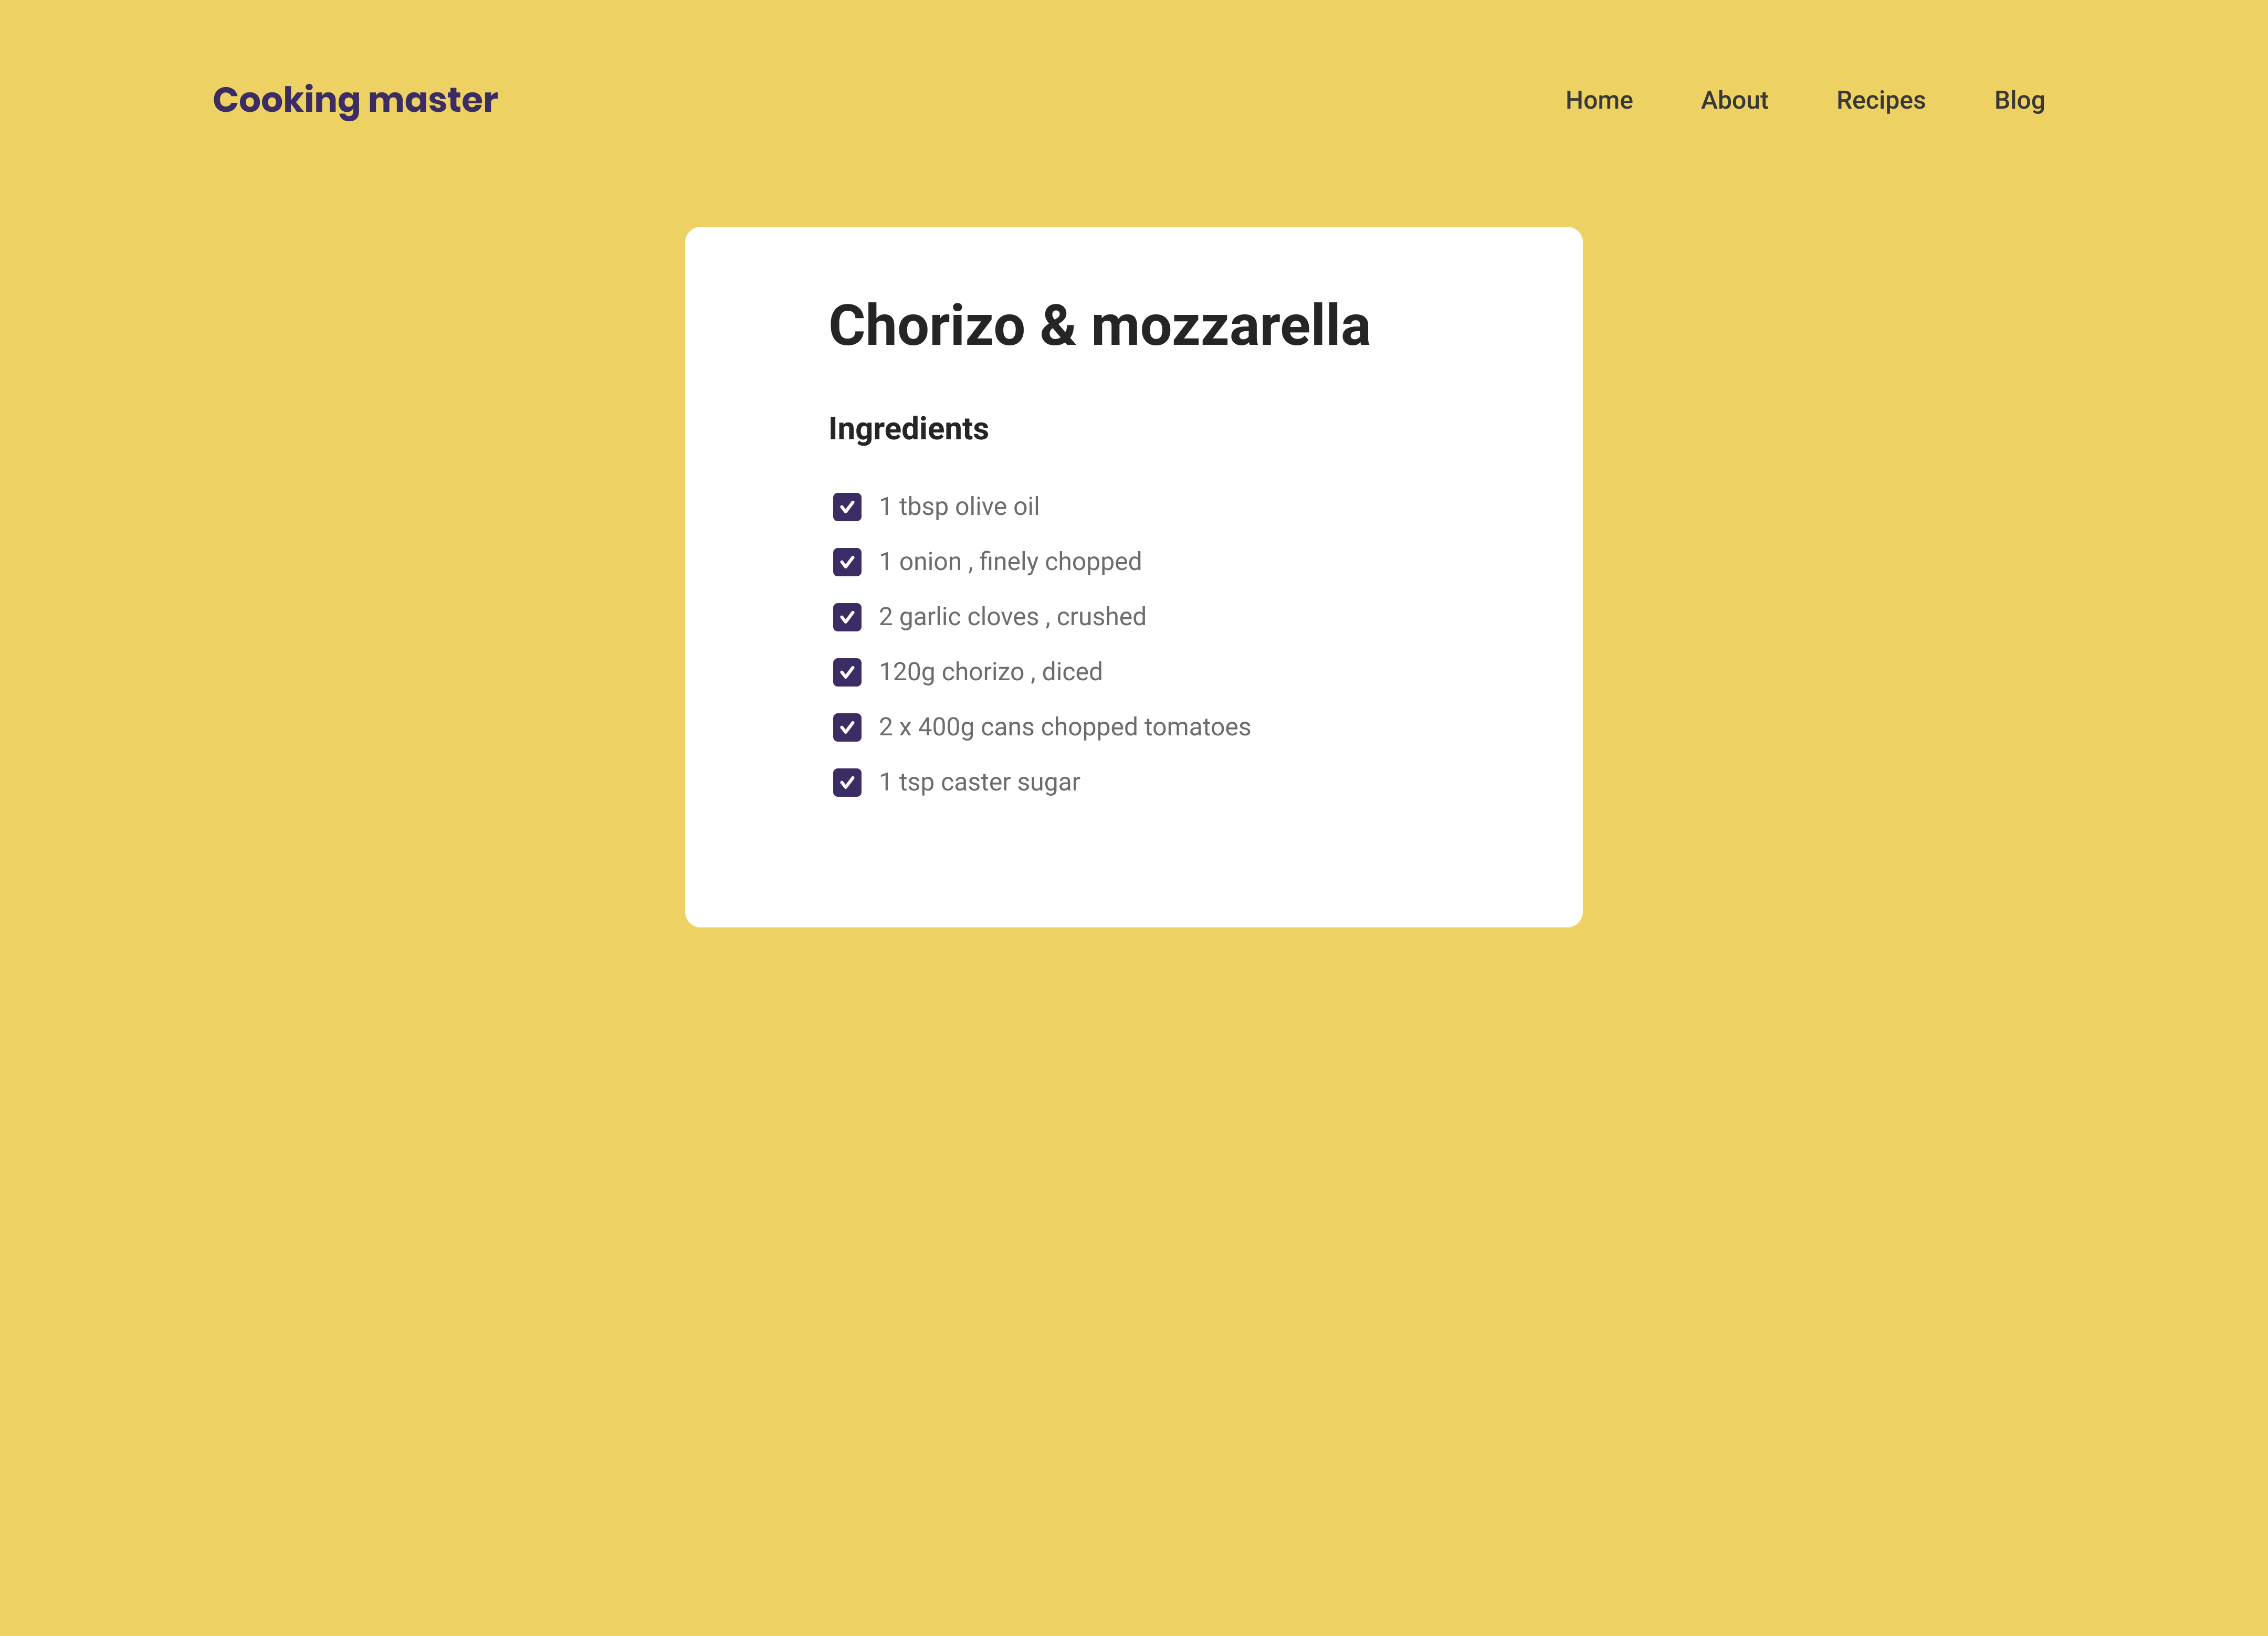 Cooking master
Home About Recipes Blog
Chorizo & mozzarella
Ingredients
1 tbsp olive oil
1 onion , finely chopped
2 garlic cloves , crushed
120g chorizo , diced
2 x 400g cans chopped tomatoes
1 tsp caster sugar